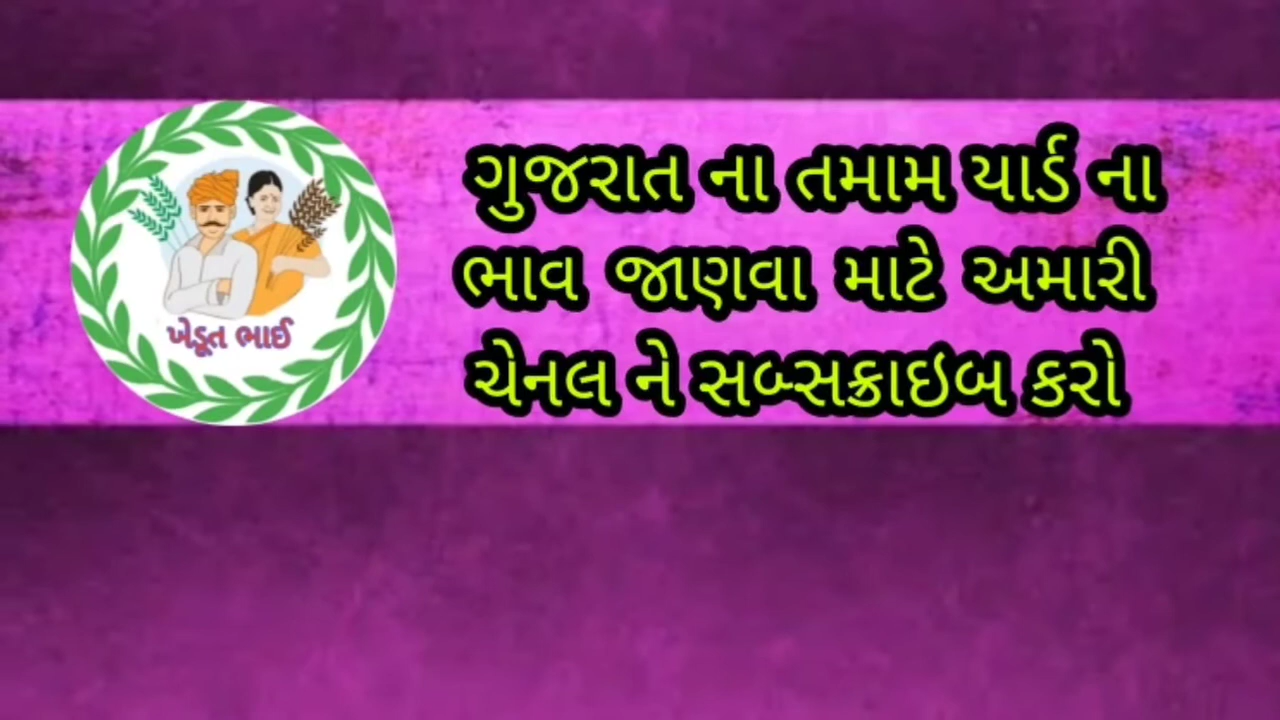 ખેડૂત ભાઈ
ગુજરાત ના તમામ યાર્ડ ના
ભાવ જાણવા માટે અમારી
ચેનલ ને સબ્સક્રાઇબ કરો